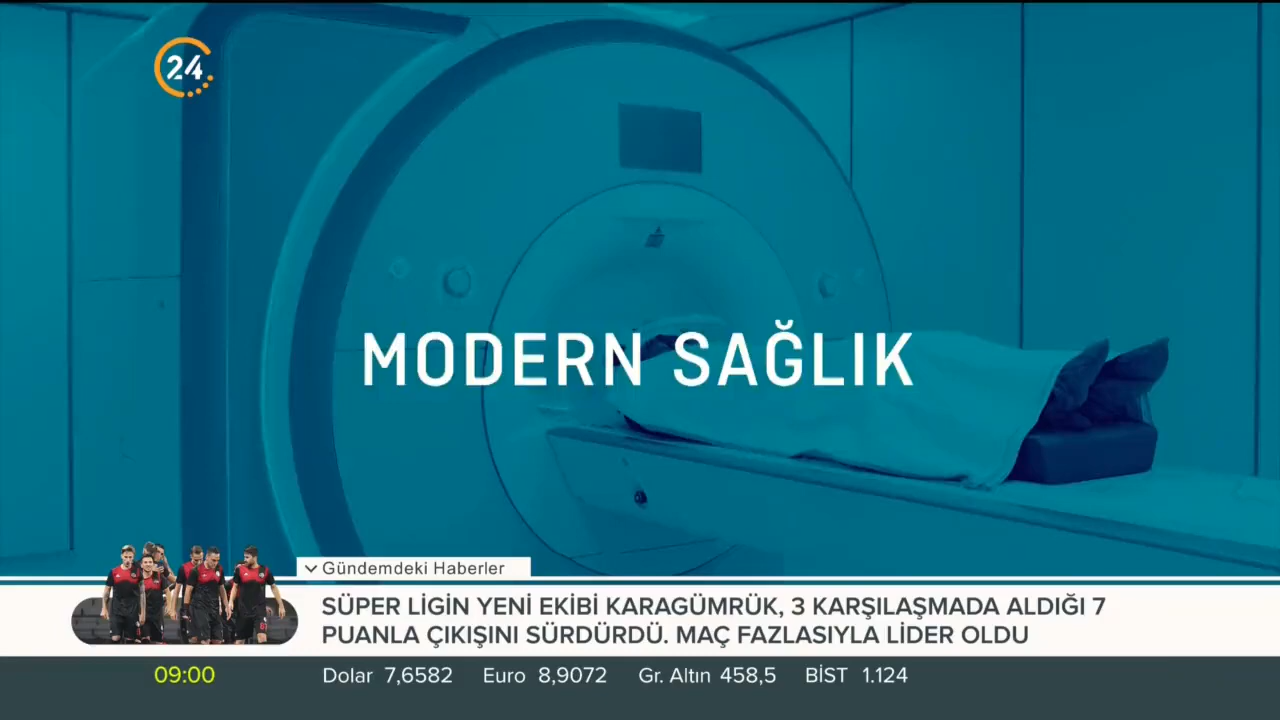 24
MODERN SAĞLIK
Gündemdeki Haberler
SÜPER LİGİN YENİ EKİBİ KARAGÜMRÜK, 3 KARŞILAŞMADA ALDIĞI 7
PUANLA ÇIKIŞINI SÜRDÜRDÜ. MAÇ FAZLASIYLA LİDER OLDU
09:00 Dolar 7,6582 Euro 8,9072 Gr. Altın 458,5 BİST 1.124